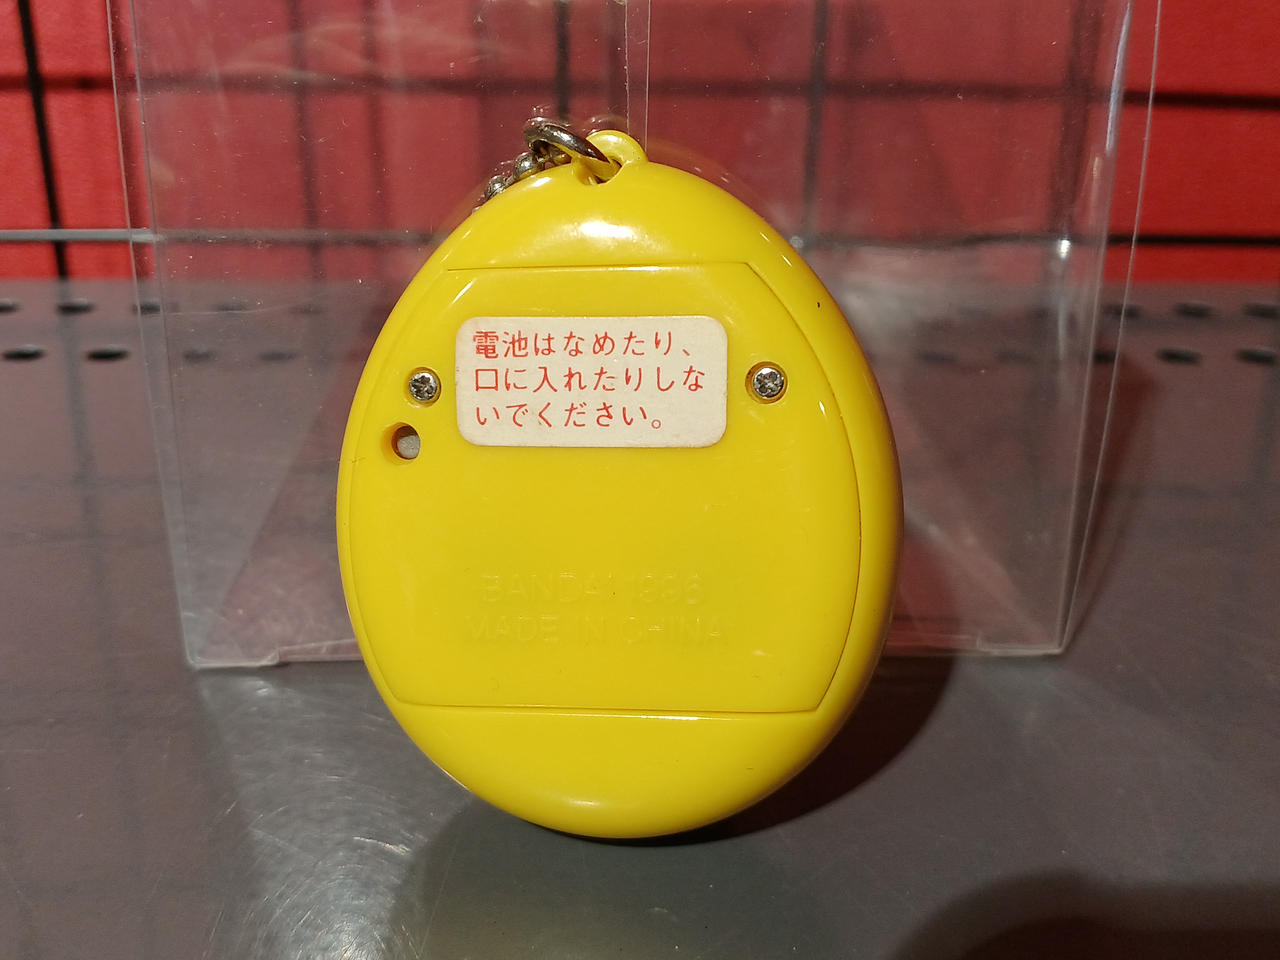 電池はなめたり、
口に入れたりしな
いでください。
BANDAI 1996
MADE IN CHINA